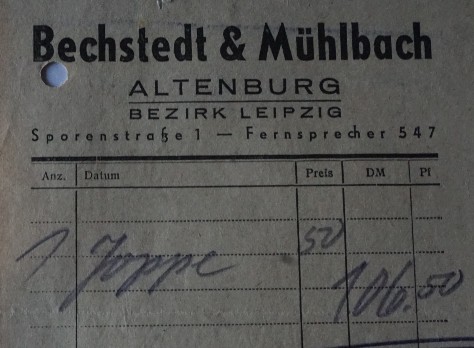 Bechstedt & Mühlbach
ALTENBURG
BEZIRK LEIPZIG
Sporenstraße 1 — Fernsprecher 547
Anz. Datum Preis DM Pf
1 Joppe 50
106.50